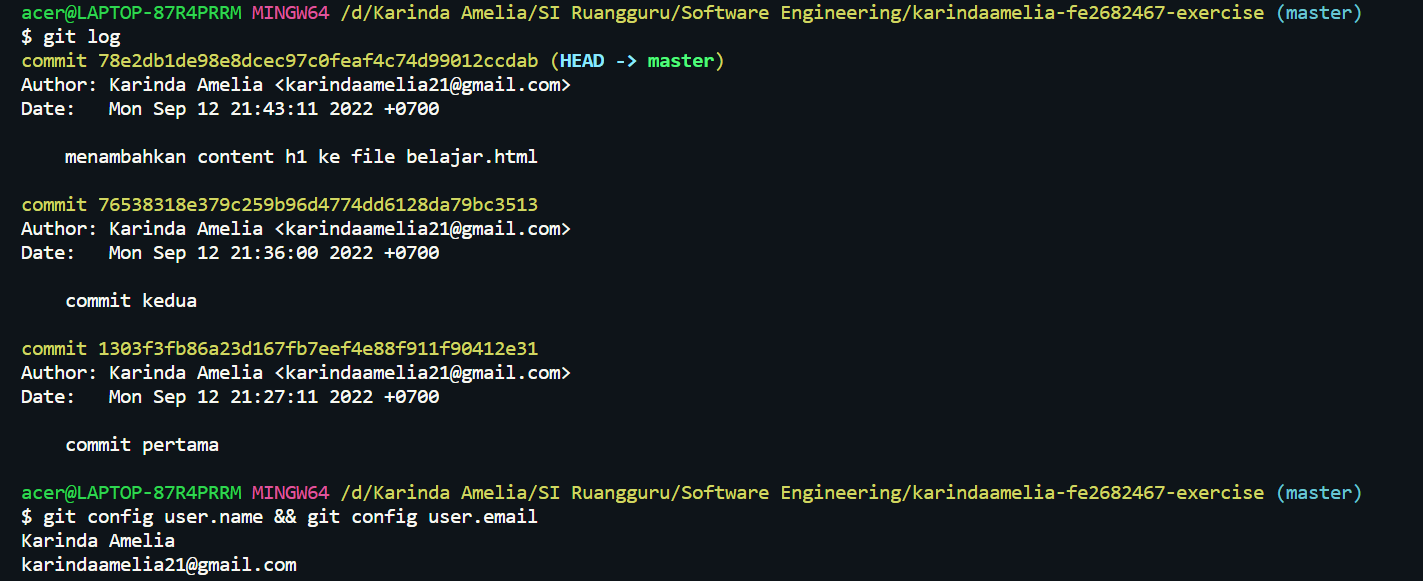 acer@LAPTOP-87R4PRRM MINGW64 /d/Karinda Amelia/SI Ruangguru/Software Engineering/karindaamelia-fe2682467-exercise (master)
$ git log
commit 78e2db1de98e8dcec97c0feaf4c74d99012ccdab (HEAD -> master)
Author: Karinda Amelia <karindaamelia21@gmail.com>
Date:   Mon Sep 12 21:43:11 2022 +0700

    menambahkan content h1 ke file belajar.html

commit 76538318e379c259b96d4774dd6128da79bc3513
Author: Karinda Amelia <karindaamelia21@gmail.com>
Date:   Mon Sep 12 21:36:00 2022 +0700

    commit kedua

commit 1303f3fb86a23d167fb7eef4e88f911f90412e31
Author: Karinda Amelia <karindaamelia21@gmail.com>
Date:   Mon Sep 12 21:27:11 2022 +0700

    commit pertama

acer@LAPTOP-87R4PRRM MINGW64 /d/Karinda Amelia/SI Ruangguru/Software Engineering/karindaamelia-fe2682467-exercise (master)
$ git config user.name && git config user.email
Karinda Amelia
karindaamelia21@gmail.com